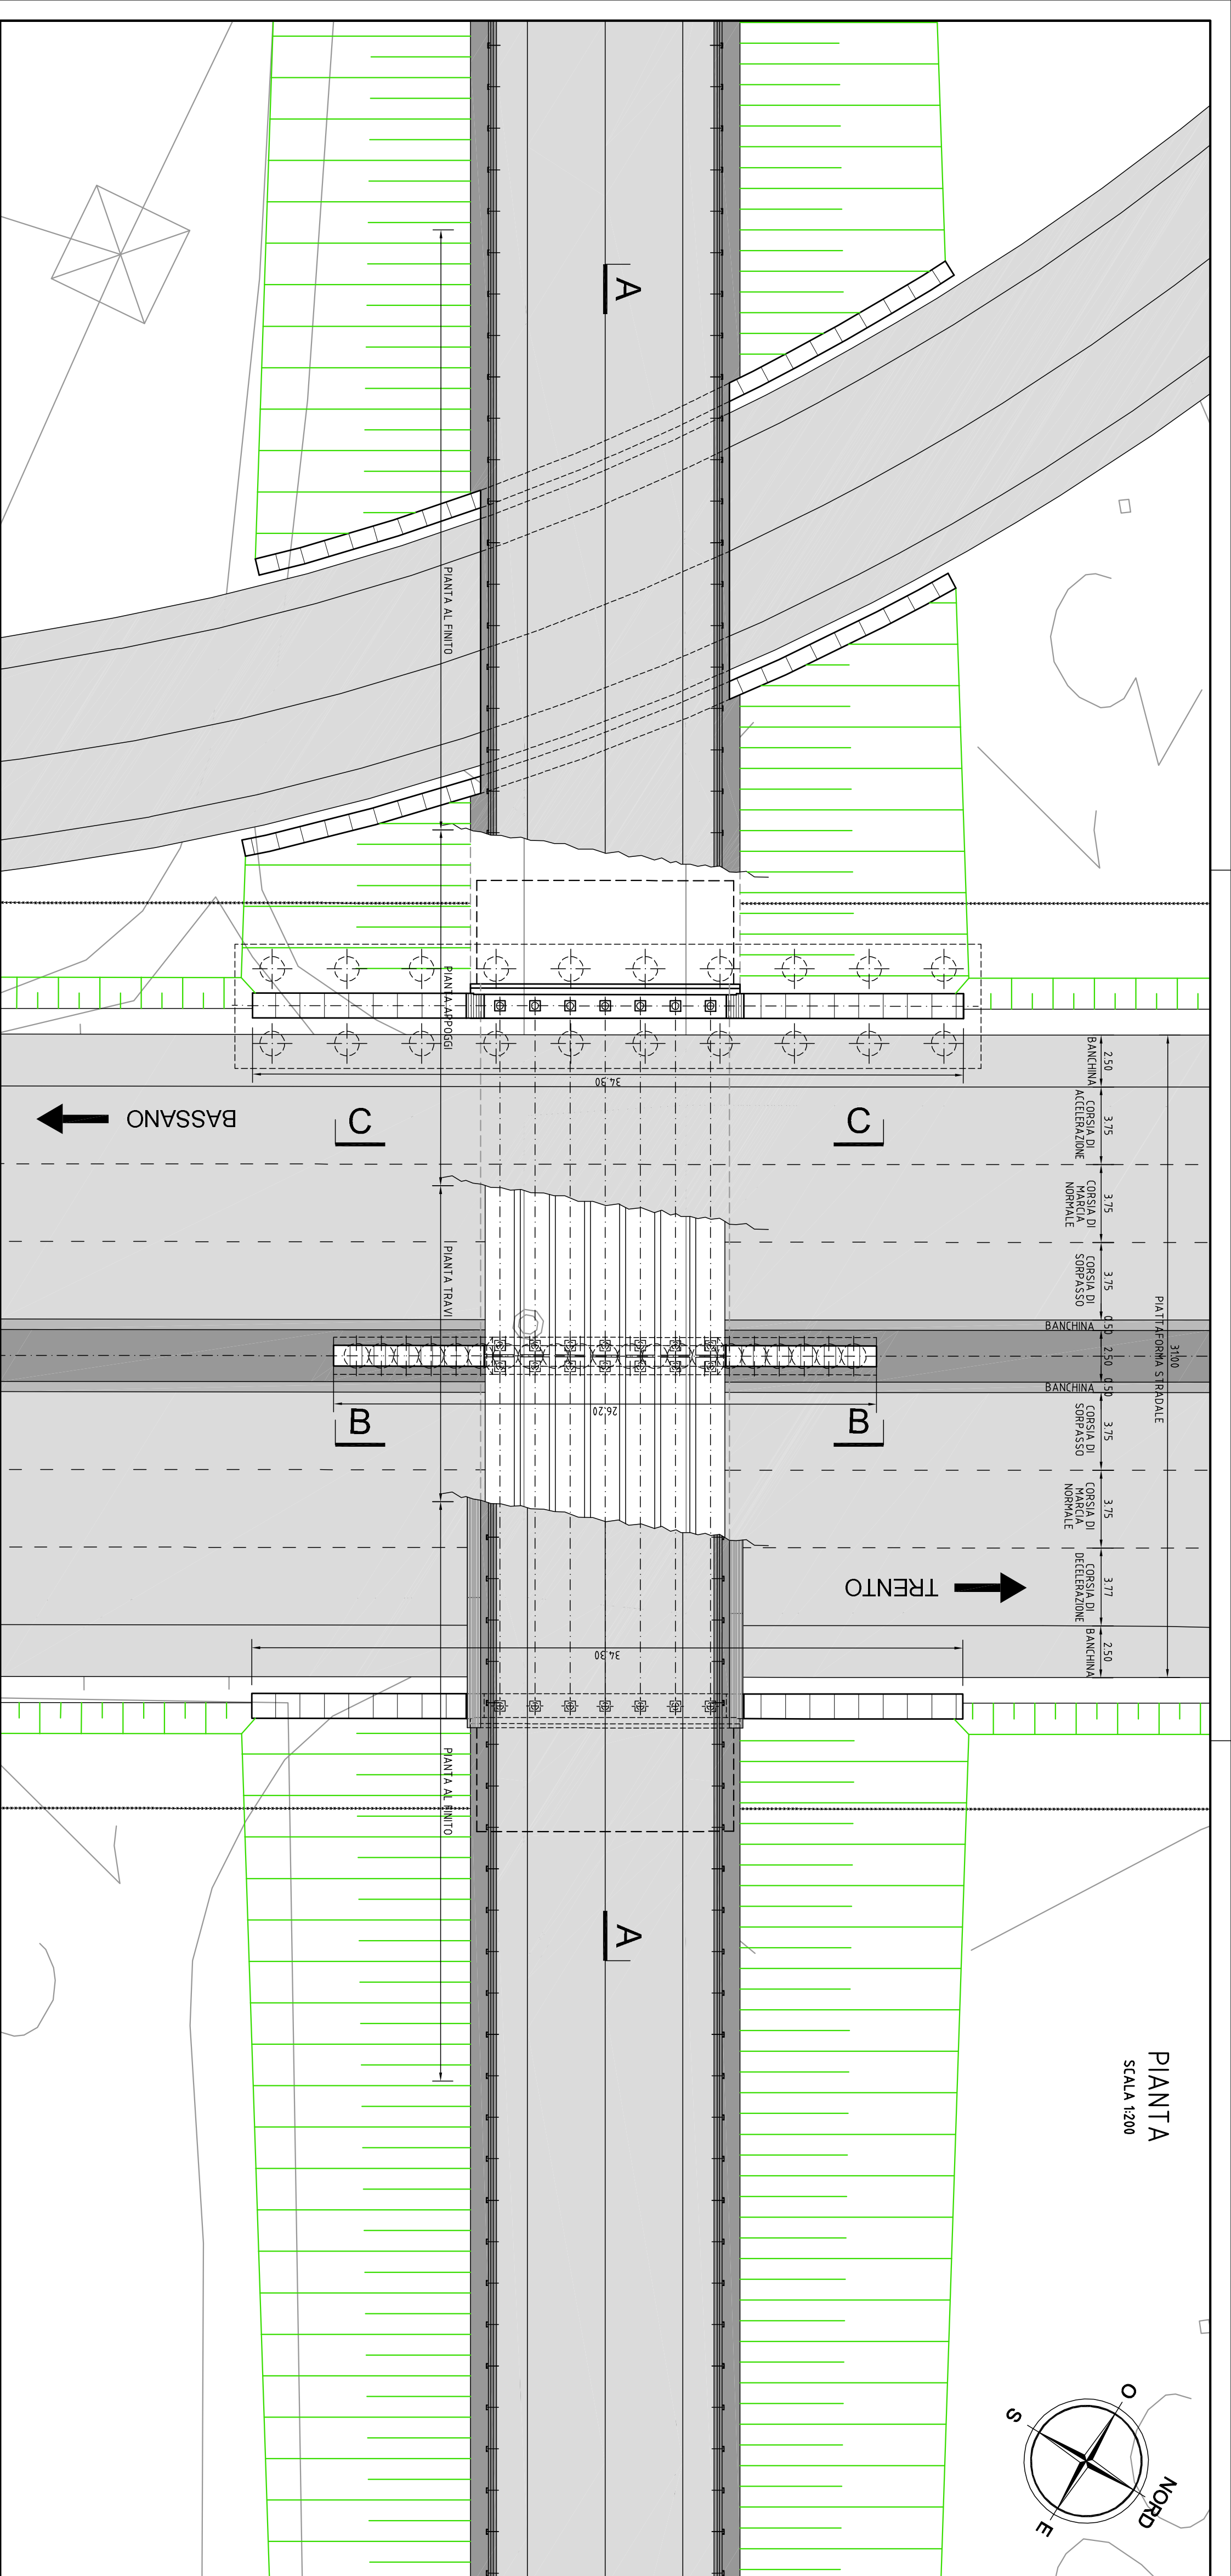 A
PIANTA AL FINITO
PIANTA APPOGGI
34.30
BASSANO
C
C
PIANTA TRAVI
26.20
B
B
TRENTO
34.30
PIANTA AL FINITO
A
2.50
BANCHINA
3.75
CORSIA DI
ACCELERAZIONE
3.75
CORSIA DI
MARCIA
NORMALE
3.75
CORSIA DI
SORPASSO
0.50
BANCHINA
2.50
0.50
BANCHINA
3.75
CORSIA DI
SORPASSO
3.75
CORSIA DI
MARCIA
NORMALE
3.77
CORSIA DI
DECELERAZIONE
2.50
BANCHINA
31.00
PIATTAFORMA STRADALE
PIANTA
SCALA 1:200
O
S
NORD
E